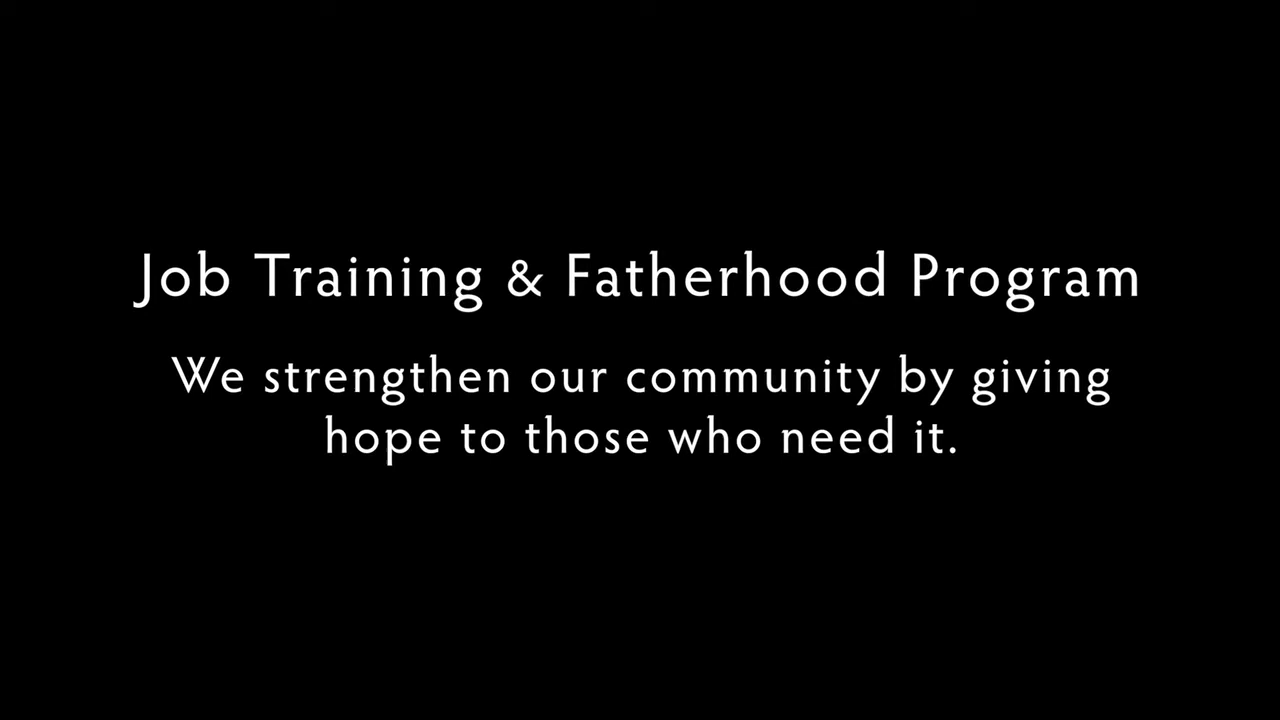 Job Training & Fatherhood Program
We strengthen our community by giving
hope to those who need it.